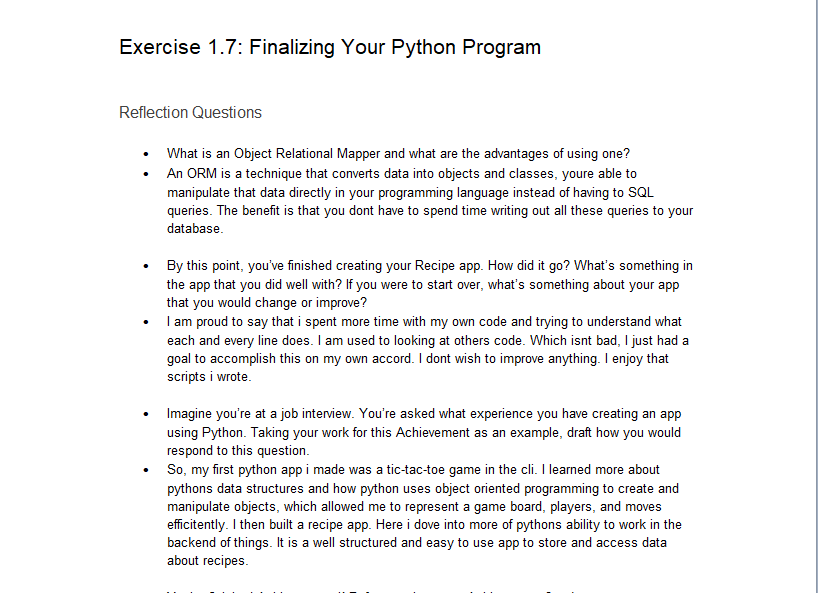 Exercise 1.7: Finalizing Your Python Program
Reflection Questions
• What is an Object Relational Mapper and what are the advantages of using one?
• An ORM is a technique that converts data into objects and classes, youre able to
manipulate that data directly in your programming language instead of having to SQL
queries. The benefit is that you dont have to spend time writing out all these queries to your
database.
• By this point, you’ve finished creating your Recipe app. How did it go? What’s something in
the app that you did well with? If you were to start over, what’s something about your app
that you would change or improve?
• I am proud to say that i spent more time with my own code and trying to understand what
each and every line does. I am used to looking at others code. Which isnt bad, I just had a
goal to accomplish this on my own accord. I dont wish to improve anything. I enjoy that
scripts i wrote.
• Imagine you’re at a job interview. You’re asked what experience you have creating an app
using Python. Taking your work for this Achievement as an example, draft how you would
respond to this question.
• So, my first python app i made was a tic-tac-toe game in the cli. I learned more about
pythons data structures and how python uses object oriented programming to create and
manipulate objects, which allowed me to represent a game board, players, and moves
efficitently. I then built a recipe app. Here i dove into more of pythons ability to work in the
backend of things. It is a well structured and easy to use app to store and access data
about recipes.